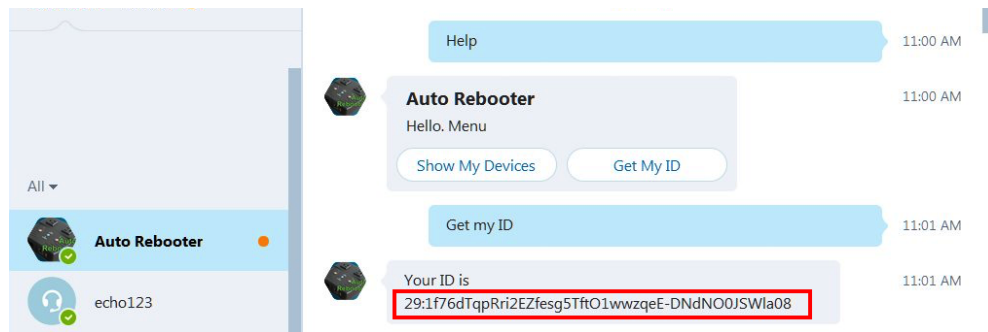 All
Auto Rebooter
echo123
Help
11:00 AM
Auto Rebooter
11:00 AM
Hello. Menu
Show My Devices
Get My ID
Get my ID
11:01 AM
Your ID is
11:01 AM
29:1f76dTqpRri2EZfesg5TftO1wwzqeE-DNdNO0JSWla08